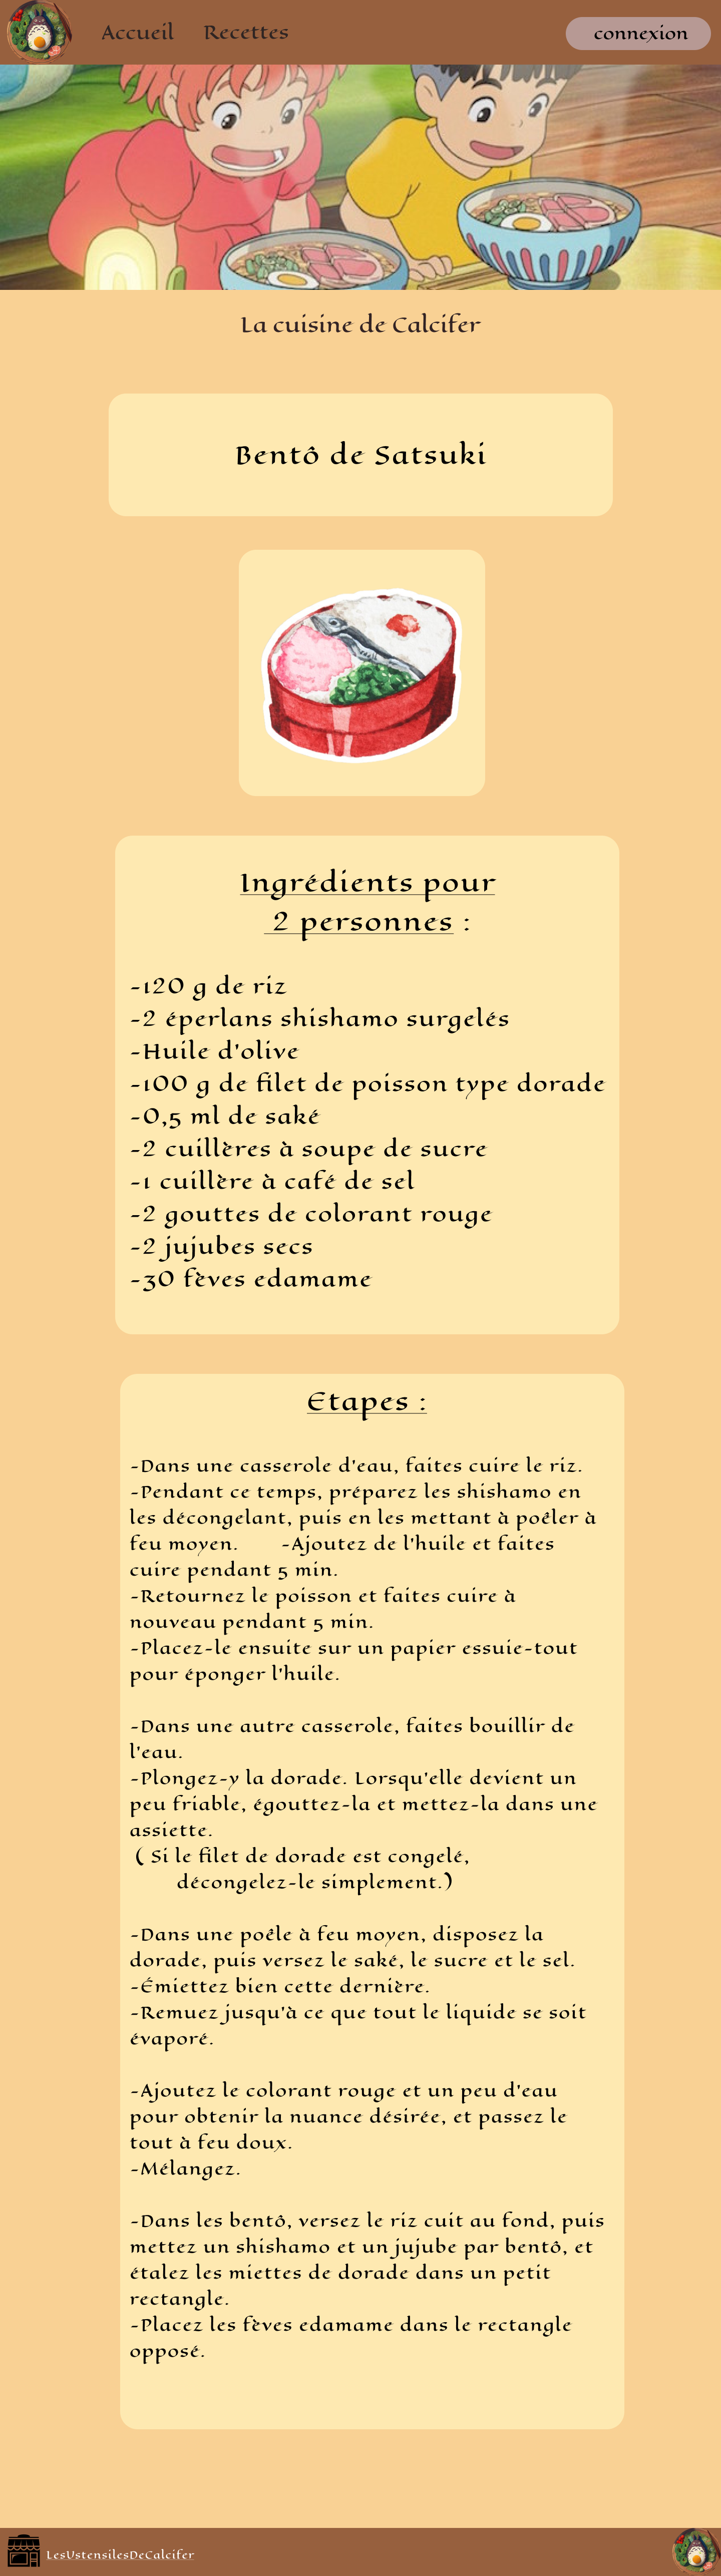 Accueil Recettes connexion
La cuisine de Calcifer
Bentô de Satsuki
Ingrédients pour
2 personnes :
-120 g de riz
-2 éperlans shishamo surgelés
-Huile d'olive
-100 g de filet de poisson type dorade
-0,5 ml de saké
-2 cuillères à soupe de sucre
-1 cuillère à café de sel
-2 gouttes de colorant rouge
-2 jujubes secs
-30 fèves edamame
Etapes :
-Dans une casserole d'eau, faites cuire le riz.
-Pendant ce temps, préparez les shishamo en
les décongelant, puis en les mettant à poêler à
feu moyen. -Ajoutez de l'huile et faites
cuire pendant 5 min.
-Retournez le poisson et faites cuire à
nouveau pendant 5 min.
-Placez-le ensuite sur un papier essuie-tout
pour éponger l'huile.
-Dans une autre casserole, faites bouillir de
l'eau.
-Plongez-y la dorade. Lorsqu'elle devient un
peu friable, égouttez-la et mettez-la dans une
assiette.
( Si le filet de dorade est congelé,
décongelez-le simplement.)
-Dans une poêle à feu moyen, disposez la
dorade, puis versez le saké, le sucre et le sel.
-Émiettez bien cette dernière.
-Remuez jusqu'à ce que tout le liquide se soit
évaporé.
-Ajoutez le colorant rouge et un peu d'eau
pour obtenir la nuance désirée, et passez le
tout à feu doux.
-Mélangez.
-Dans les bentô, versez le riz cuit au fond, puis
mettez un shishamo et un jujube par bentô, et
étalez les miettes de dorade dans un petit
rectangle.
-Placez les fèves edamame dans le rectangle
opposé.
LesUstensilesDeCalcifer